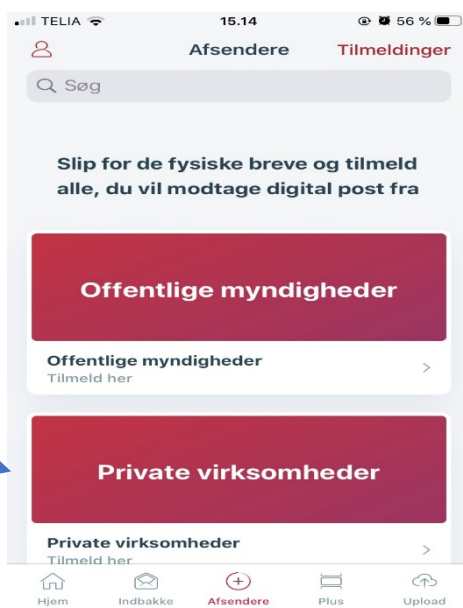 TELIA 15.14 56 %
Afsendere Tilmeldinger
Søg
Slip for de fysiske breve og tilmeld
alle, du vil modtage digital post fra
Offentlige myndigheder
Offentlige myndigheder
Tilmeld her
Private virksomheder
Private virksomheder
Tilmeld her
Hjem Indbakke Afsendere Plus Upload